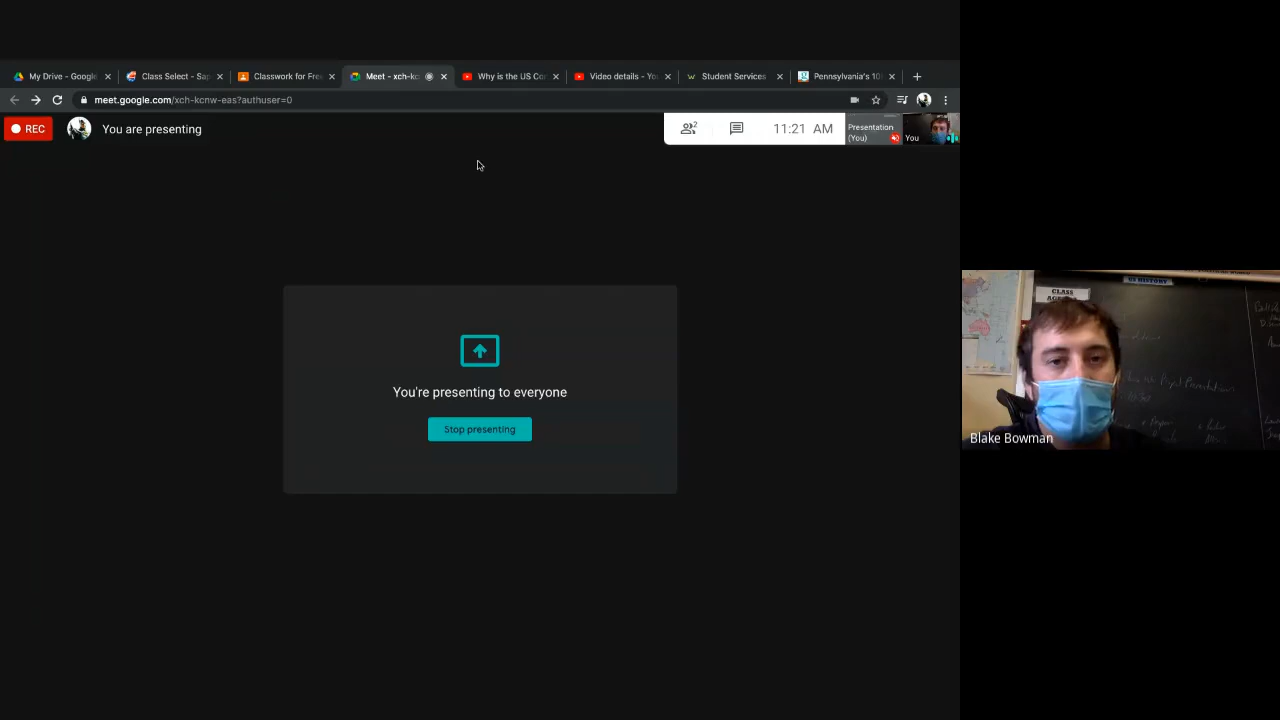 My Drive - Google
Class Select - Sap
Classwork for Fre
Meet - xch-kc
Why is the US Co
Video details - Yo
Student Services
Pennsylvania's 10
meet.google.com/xch-kcnw-eas?authuser=0
REC
You are presenting
2
11:21 AM
Presentation
(You)
You
You're presenting to everyone
Stop presenting
US HISTORY
CLASS
Blake Bowman